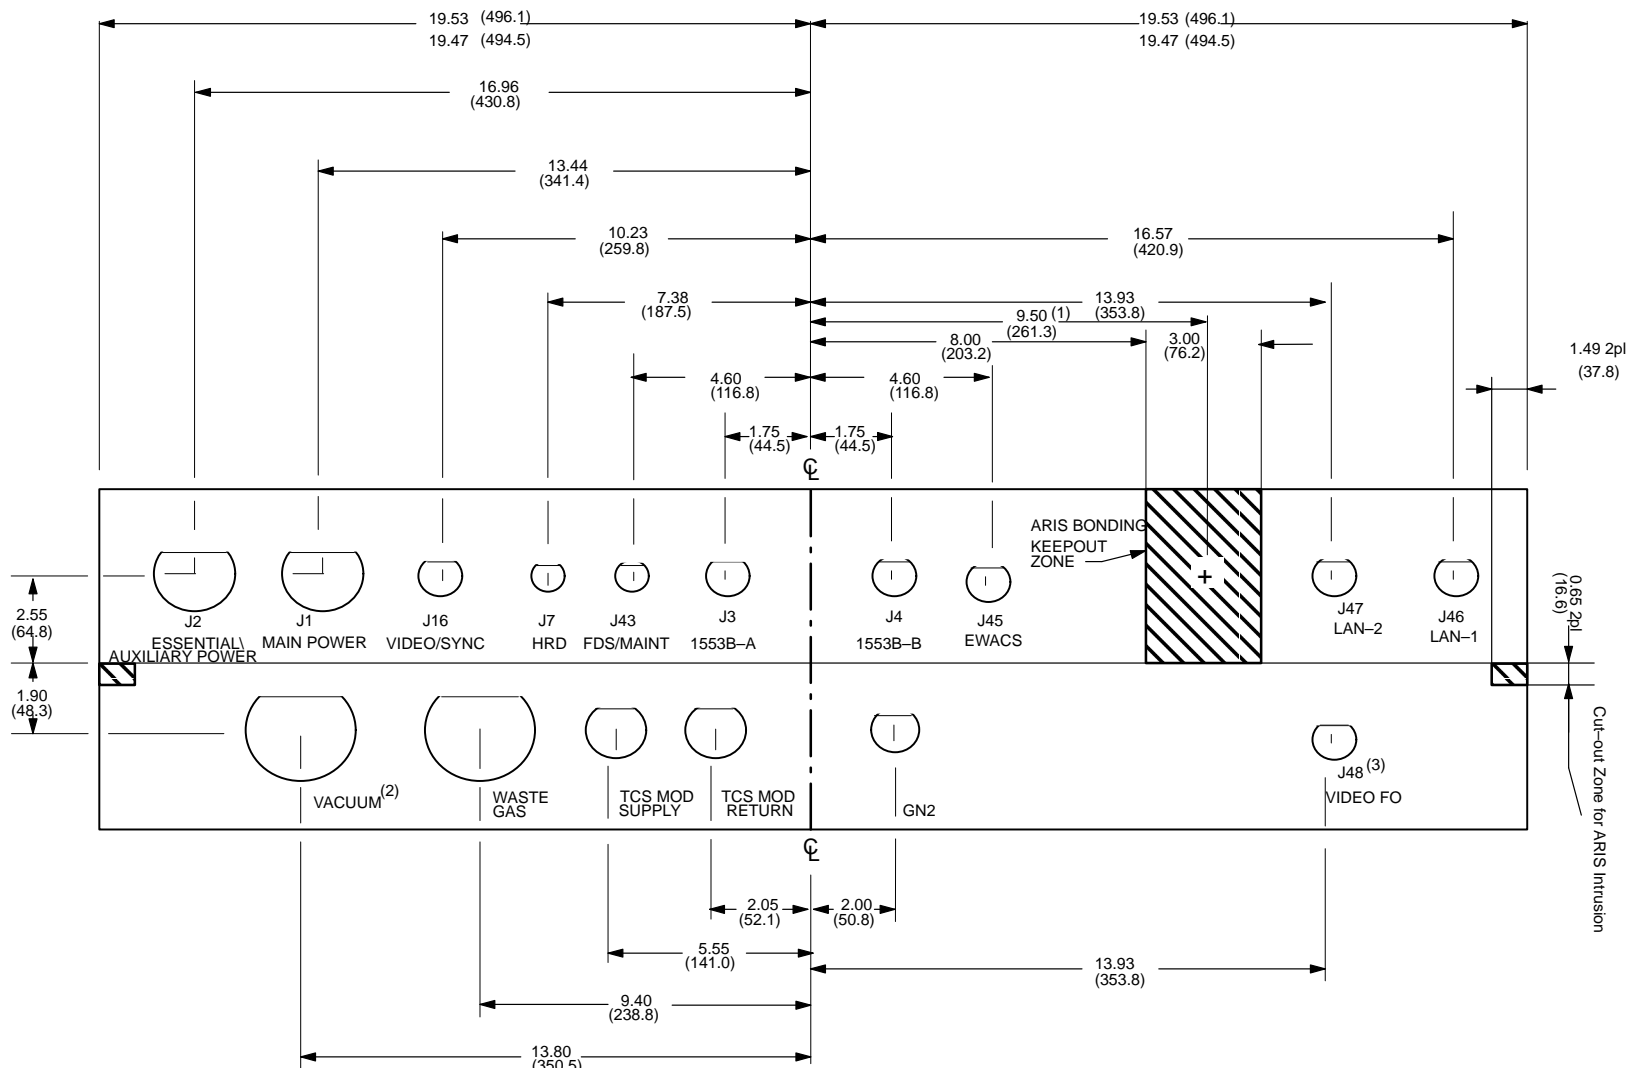 19.53 (496.1)
19.47 (494.5)
19.53 (496.1)
19.47 (494.5)
16.96
(430.8)
13.44
(341.4)
10.23
(259.8)
16.57
(420.9)
7.38
(187.5)
13.93
(353.8)
9.50 (1)
(261.3)
8.00
(203.2)
3.00
(76.2)
1.49 2pl
(37.8)
4.60
(116.8)
4.60
(116.8)
1.75
(44.5)
1.75
(44.5)
℄
ARIS BONDING
KEEPOUT
ZONE
2.55
(64.8)
0.65 2pl
(16.6)
J2
ESSENTIAL\
AUXILIARY POWER
J1
MAIN POWER
J16
VIDEO/SYNC
J7
HRD
J43
FDS/MAINT
J3
1553B–A
J4
1553B–B
J45
EWACS
J47
LAN–2
J46
LAN–1
1.90
(48.3)
Cut–out Zone for ARIS Intrusion
VACUUM(2)
WASTE
GAS
TCS MOD
SUPPLY
TCS MOD
RETURN
GN2
J48(3)
VIDEO FO
℄
2.05
(52.1)
2.00
(50.8)
5.55
(141.0)
13.93
(353.8)
9.40
(238.8)
13.80
(350.5)